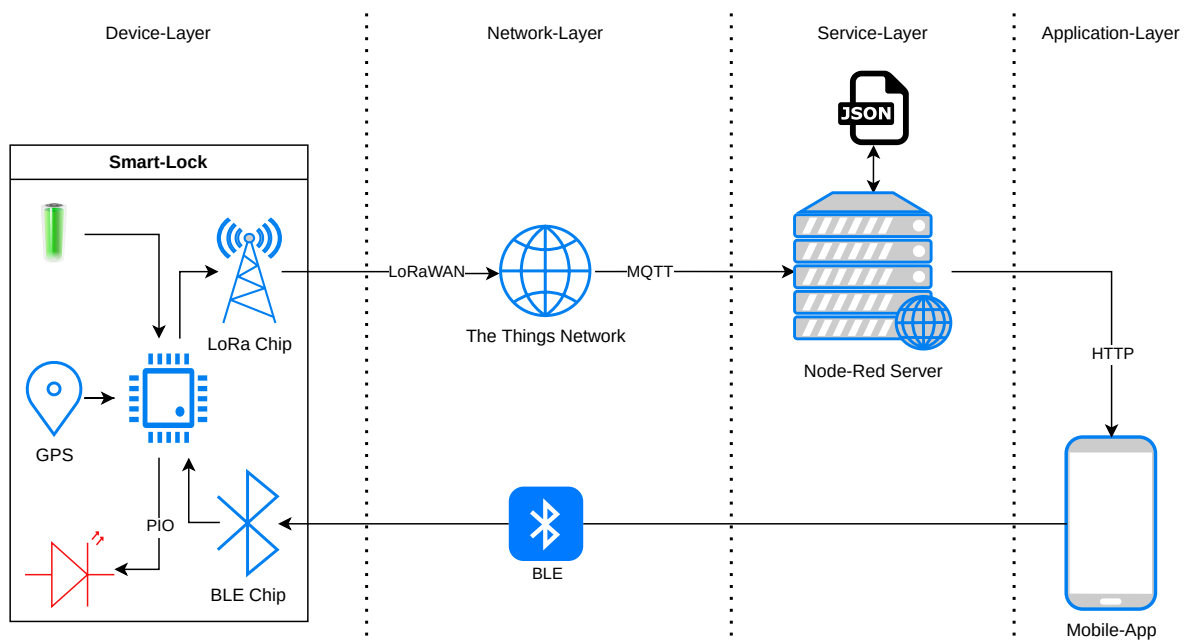 Device-Layer
Network-Layer
Service-Layer
Application-Layer
JSON
Smart-Lock
LoRaWAN
MQTT
The Things Network
LoRa Chip
HTTP
Node-Red Server
GPS
PIO
BLE
BLE Chip
Mobile-App